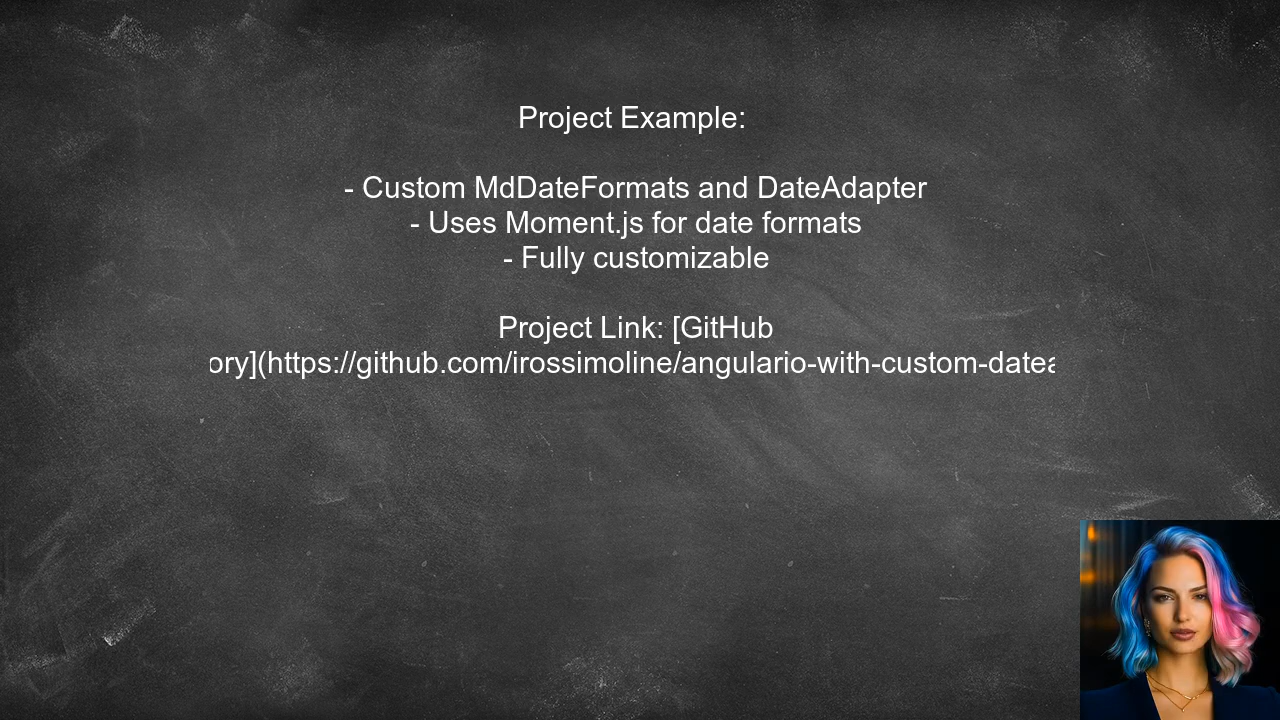 Project Example:
- Custom MdDateFormats and DateAdapter
- Uses Moment.js for date formats
- Fully customizable
Project Link: [GitHub
ory](https://github.com/irossimoline/angulario-with-custom-datea